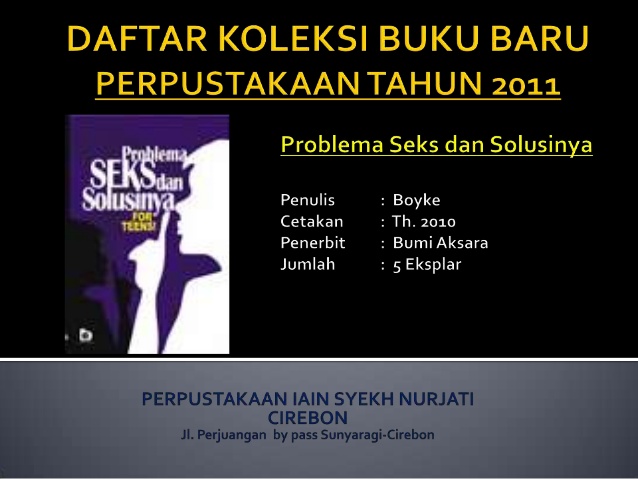 DAFTAR KOLEKSI BUKU BARU
PERPUSTAKAAN TAHUN 2011
Problema
SEKS dan
Solusinya
FOR
TEENS!
Problema Seks dan Solusinya
Penulis : Boyke
Cetakan : Th. 2010
Penerbit : Bumi Aksara
Jumlah : 5 Eksplar
PERPUSTAKAAN IAIN SYEKH NURJATI
CIREBON
Jl. Perjuangan by pass Sunyaragi-Cirebon